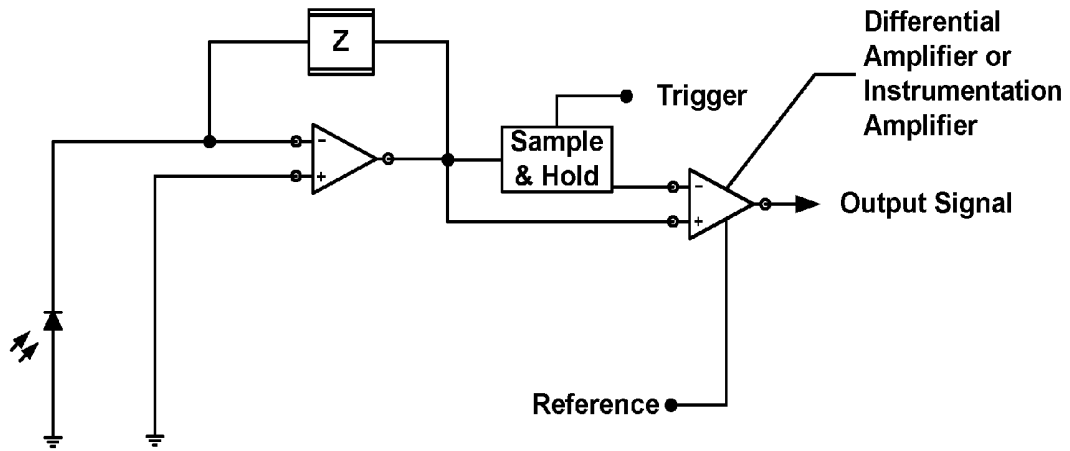 Differential
Amplifier or
Instrumentation
Amplifier
Z
Trigger
Sample
& Hold
-
+
-
+
Output Signal
Reference